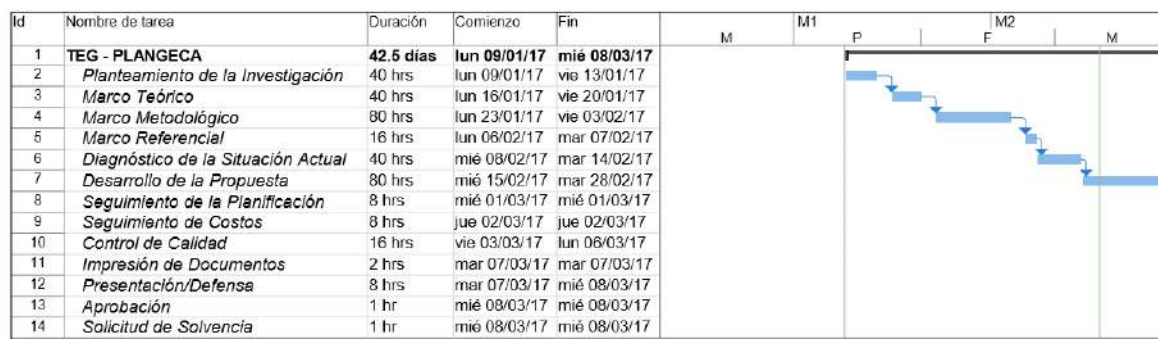 Id Nombre de tarea Duración Comienzo Fin M1 M2
M P F M
1 TEG - PLANGECA 42.5 días lun 09/01/17 mié 08/03/17
2 Planteamiento de la Investigación 40 hrs lun 09/01/17 vie 13/01/17
3 Marco Teórico 40 hrs lun 16/01/17 vie 20/01/17
4 Marco Metodológico 80 hrs lun 23/01/17 vie 03/02/17
5 Marco Referencial 16 hrs lun 06/02/17 mar 07/02/17
6 Diagnóstico de la Situación Actual 40 hrs mié 08/02/17 mar 14/02/17
7 Desarrollo de la Propuesta 80 hrs mié 15/02/17 mar 28/02/17
8 Seguimiento de la Planificación 8 hrs mié 01/03/17 mié 01/03/17
9 Seguimiento de Costos 8 hrs jue 02/03/17 jue 02/03/17
10 Control de Calidad 16 hrs vie 03/03/17 lun 06/03/17
11 Impresión de Documentos 2 hrs mar 07/03/17 mar 07/03/17
12 Presentación/Defensa 8 hrs mar 07/03/17 mié 08/03/17
13 Aprobación 1 hr mié 08/03/17 mié 08/03/17
14 Solicitud de Solvencia 1 hr mié 08/03/17 mié 08/03/17